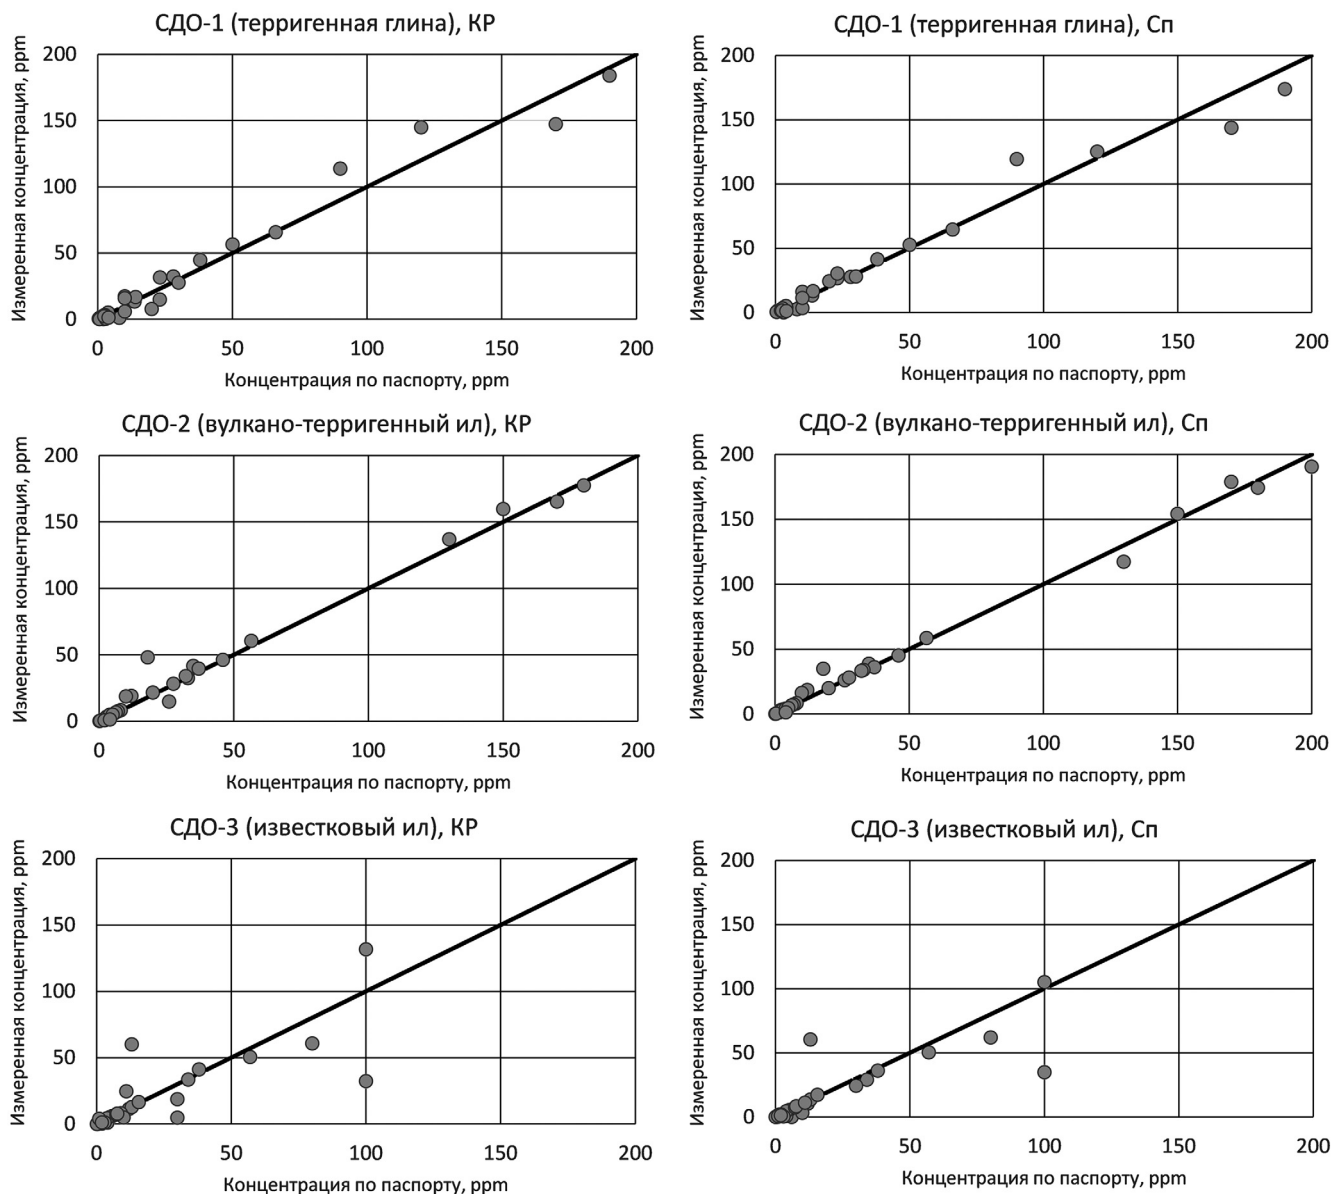 СДО-1 (терригенная глина), КР
Измеренная концентрация, ppm
200
150
100
50
0
0 50 100 150 200
Концентрация по паспорту, ppm
СДО-1 (терригенная глина), Сп
Измеренная концентрация, ppm
200
150
100
50
0
0 50 100 150 200
Концентрация по паспорту, ppm
СДО-2 (вулкано-терригенный ил), КР
Измеренная концентрация, ppm
200
150
100
50
0
0 50 100 150 200
Концентрация по паспорту, ppm
СДО-2 (вулкано-терригенный ил), Сп
Измеренная концентрация, ppm
200
150
100
50
0
0 50 100 150 200
Концентрация по паспорту, ppm
СДО-3 (известковый ил), КР
Измеренная концентрация, ppm
200
150
100
50
0
0 50 100 150 200
Концентрация по паспорту, ppm
СДО-3 (известковый ил), Сп
Измеренная концентрация, ppm
200
150
100
50
0
0 50 100 150 200
Концентрация по паспорту, ppm